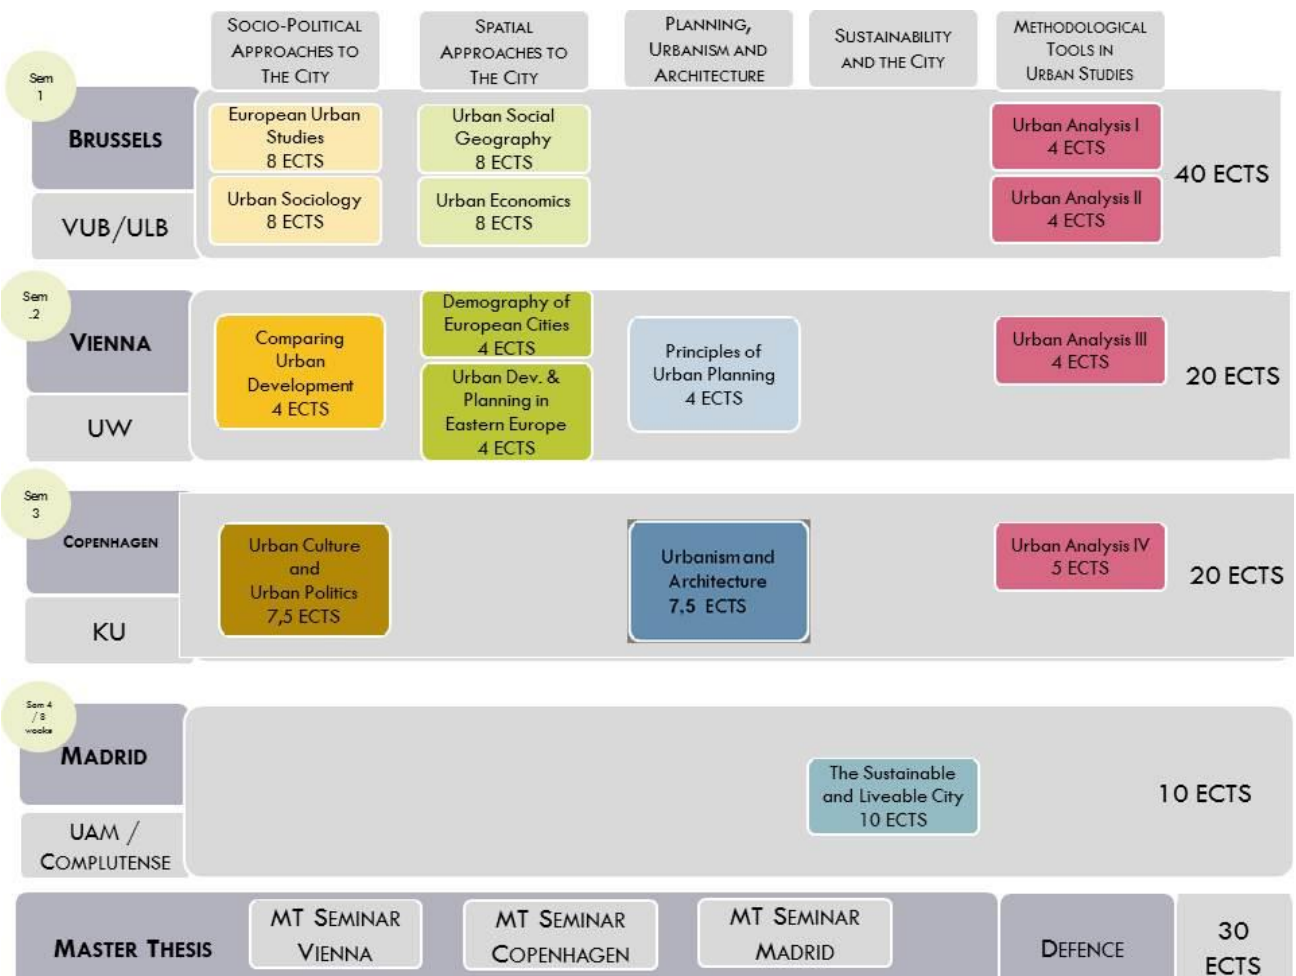 SOCIO-POLITICAL
APPROACHES TO
THE CITY
SPATIAL
APPROACHES TO
THE CITY
PLANNING,
URBANISM AND
ARCHITECTURE
SUSTAINABILITY
AND THE CITY
METHODOLOGICAL
TOOLS IN
URBAN STUDIES
Sem
1
BRUSSELS
VUB/ULB
European Urban
Studies
8 ECTS
Urban Sociology
8 ECTS
Urban Social
Geography
8 ECTS
Urban Economics
8 ECTS
Urban Analysis I
4 ECTS
Urban Analysis II
4 ECTS
40 ECTS
Sem
.2
VIENNA
UW
Comparing
Urban
Development
4 ECTS
Demography of
European Cities
4 ECTS
Urban Dev. &
Planning in
Eastern Europe
4 ECTS
Principles of
Urban Planning
4 ECTS
Urban Analysis III
4 ECTS
20 ECTS
Sem
3
COPENHAGEN
KU
Urban Culture
and
Urban Politics
7,5 ECTS
Urbanism and
Architecture
7,5 ECTS
Urban Analysis IV
5 ECTS
20 ECTS
Sem 4
/ 8
weeks
MADRID
UAM /
COMPLUTENSE
The Sustainable
and Liveable City
10 ECTS
10 ECTS
MASTER THESIS
MT SEMINAR
VIENNA
MT SEMINAR
COPENHAGEN
MT SEMINAR
MADRID
DEFENCE
30
ECTS